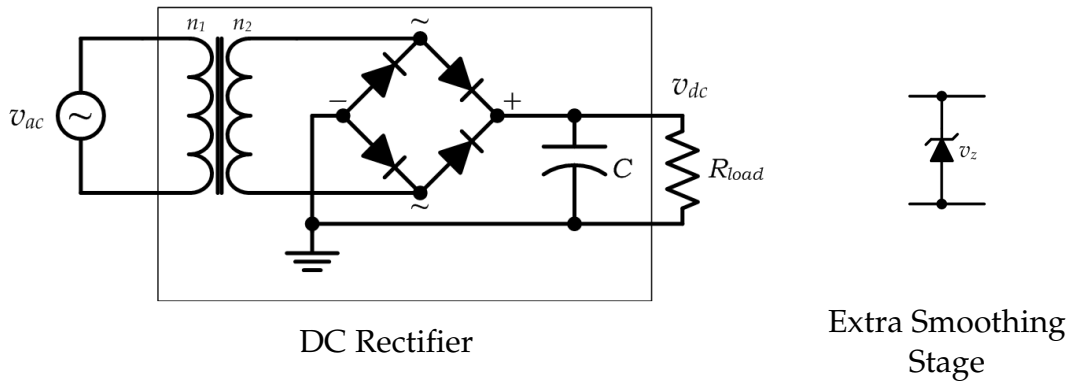 n₁ n₂
~
v_ac
~
−
+
v_dc
C
R_load
~
v_z
DC Rectifier
Extra Smoothing
Stage